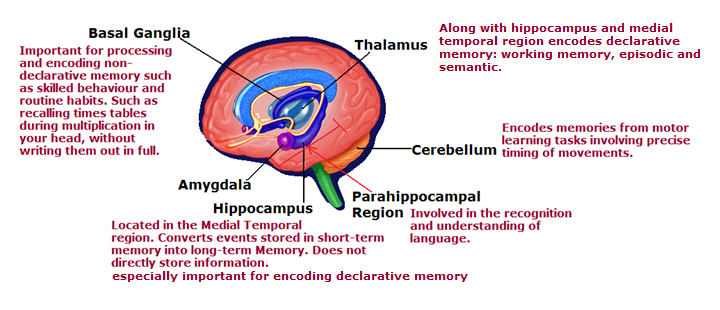 Basal Ganglia
Important for processing
and encoding non-
declarative memory such
as skilled behaviour and
routine habits. Such as
recalling times tables
during multiplication in
your head, without
writing them out in full.
Thalamus
Along with hippocampus and medial
temporal region encodes declarative
memory: working memory, episodic and
semantic.
Cerebellum
Encodes memories from motor
learning tasks involving precise
timing of movements.
Amygdala
Hippocampus
Located in the Medial Temporal
region. Converts events stored in short-term
memory into long-term Memory. Does not
directly store information.
especially important for encoding declarative memory
Parahippocampal
Region
Involved in the recognition
and understanding of
language.